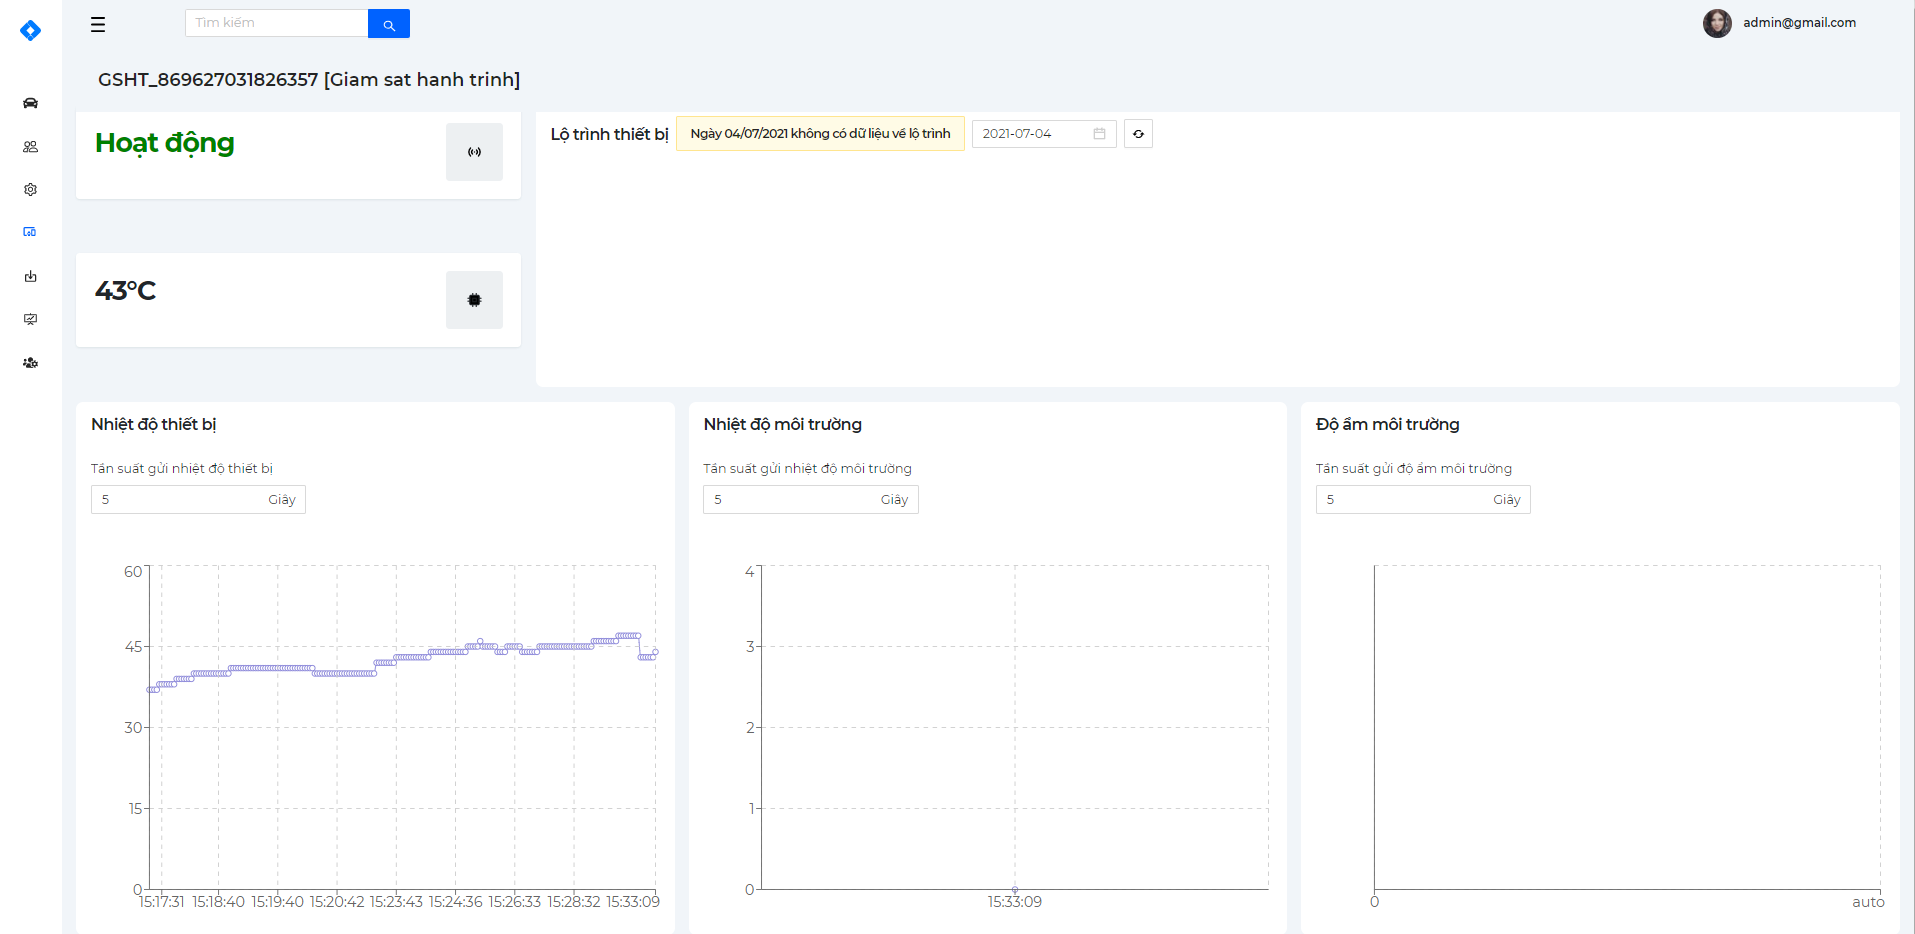 Tìm kiếm
admin@gmail.com
GSHT_869627031826357 [Giam sat hanh trinh]
Hoạt động
Lộ trình thiết bị
Ngày 04/07/2021 không có dữ liệu về lộ trình
2021-07-04
43°C
Nhiệt độ thiết bị
Tần suất gửi nhiệt độ thiết bị
5 Giây
60
45
30
15
0
15:17:31 15:18:40 15:19:40 15:20:42 15:23:43 15:24:36 15:26:33 15:28:32 15:33:09
Nhiệt độ môi trường
Tần suất gửi nhiệt độ môi trường
5 Giây
4
3
2
1
0
15:33:09
Độ ẩm môi trường
Tần suất gửi độ ẩm môi trường
5 Giây
0 auto